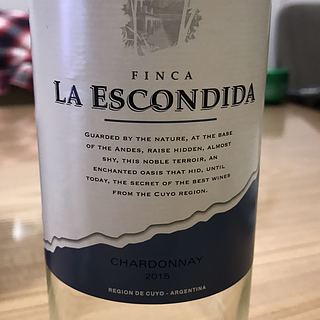 FINCA
LA ESCONDIDA
GUARDED BY THE NATURE, AT THE BASE
OF THE ANDES, RAISE HIDDEN, ALMOST
SHY, THIS NOBLE TERROIR, AN
ENCHANTED OASIS THAT HID, UNTIL
TODAY, THE SECRET OF THE BEST WINES
FROM THE CUYO REGION.
CHARDONNAY
2015
REGION DE CUYO - ARGENTINA